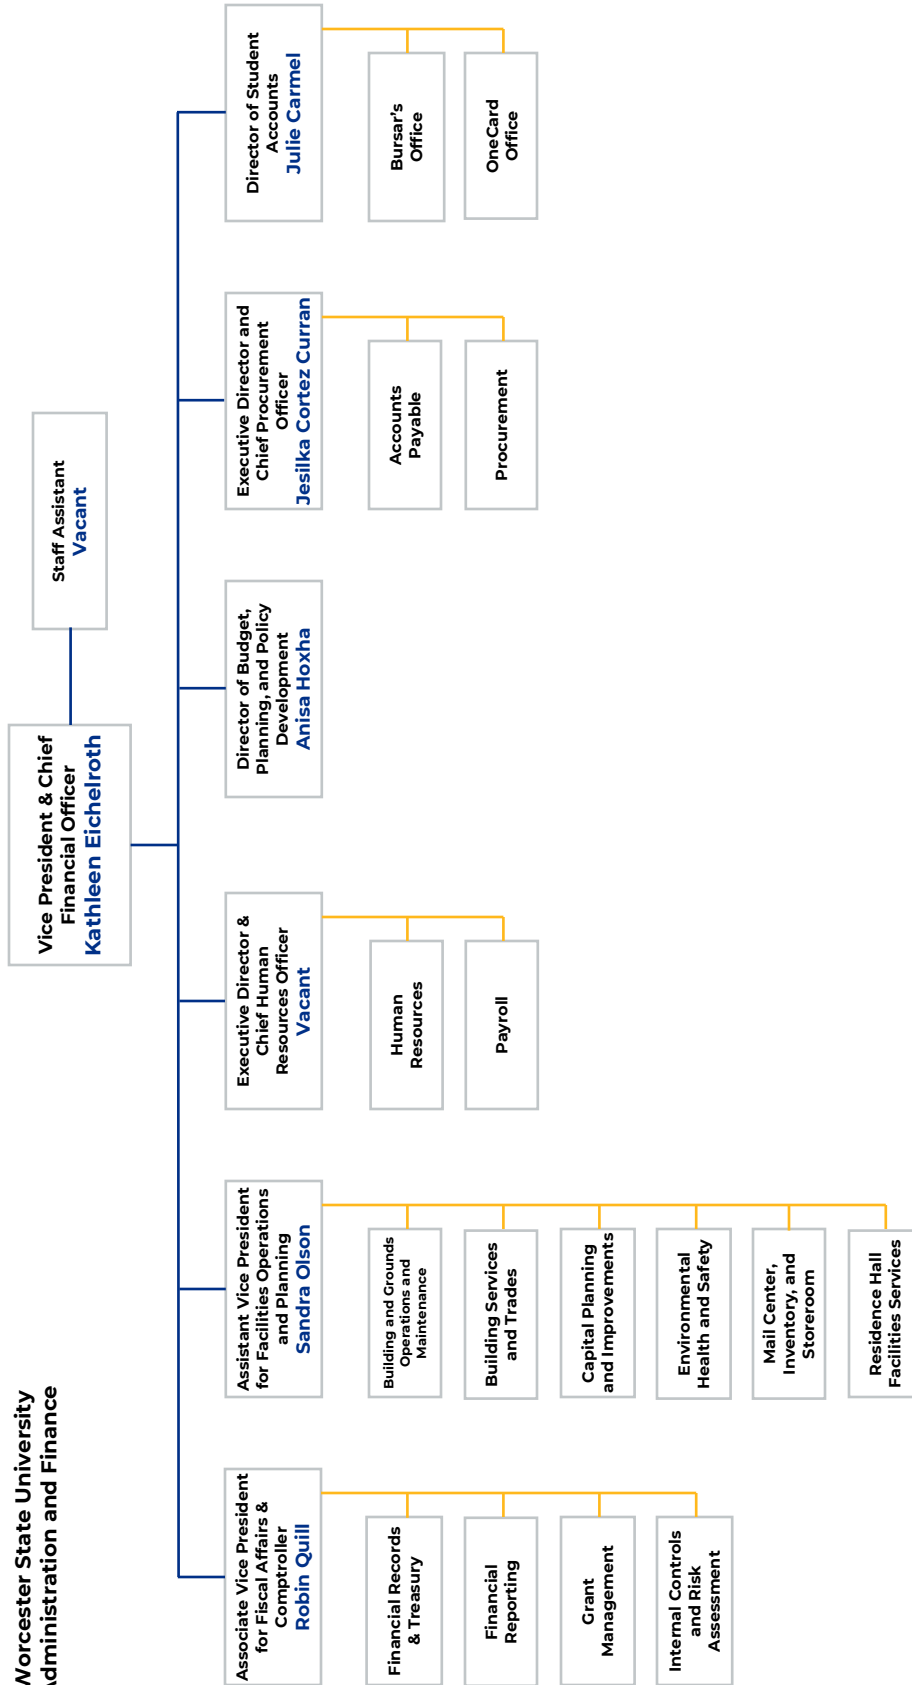 Worcester State University
Administration and Finance
Vice President & Chief
Financial Officer
Kathleen Eichelroth
Staff Assistant
Vacant
Associate Vice President
for Fiscal Affairs &
Comptroller
Robin Quill
Financial Records
& Treasury
Financial
Reporting
Grant
Management
Internal Controls
and Risk
Assessment
Assistant Vice President
for Facilities Operations
and Planning
Sandra Olson
Building and Grounds
Operations and
Maintenance
Building Services
and Trades
Capital Planning
and Improvements
Environmental
Health and Safety
Mail Center,
Inventory, and
Storeroom
Residence Hall
Facilities Services
Executive Director &
Chief Human
Resources Officer
Vacant
Human
Resources
Payroll
Director of Budget,
Planning, and Policy
Development
Anisa Hoxha
Executive Director and
Chief Procurement
Officer
Jesilka Cortez Curran
Accounts
Payable
Procurement
Director of Student
Accounts
Julie Carmel
Bursar's
Office
OneCard
Office